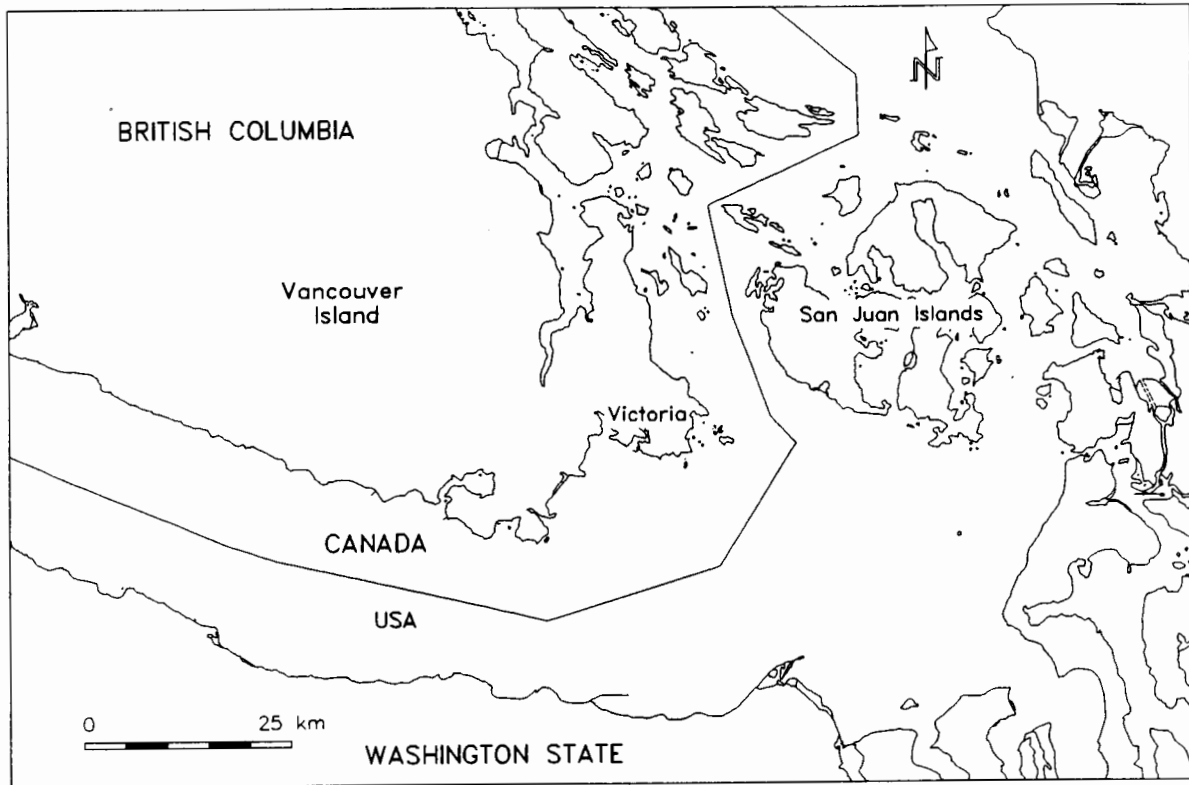 N
BRITISH COLUMBIA
Vancouver
Island
San Juan Islands
Victoria
CANADA
USA
0 25 km
WASHINGTON STATE